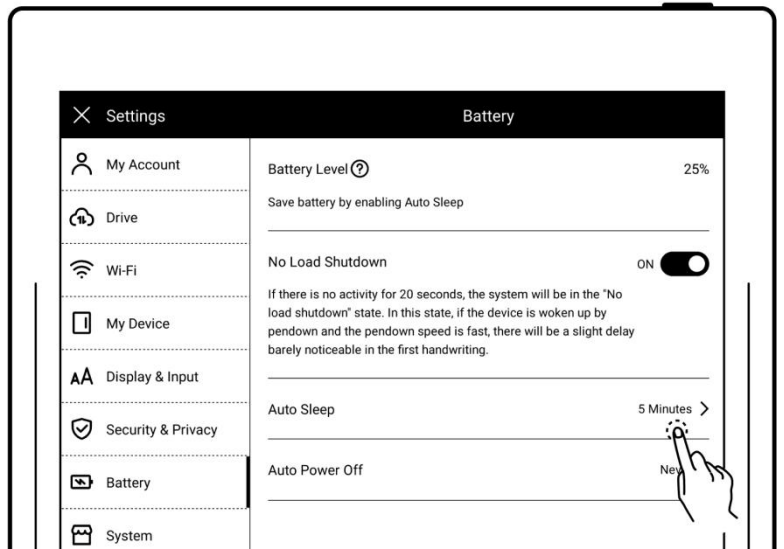 Settings
Battery
My Account
Drive
Wi-Fi
My Device
AA Display & Input
Security & Privacy
Battery
System
Battery Level ? 25%
Save battery by enabling Auto Sleep
No Load Shutdown ON
If there is no activity for 20 seconds, the system will be in the "No
load shutdown" state. In this state, if the device is woken up by
pendown and the pendown speed is fast, there will be a slight delay
barely noticeable in the first handwriting.
Auto Sleep 5 Minutes
Auto Power Off